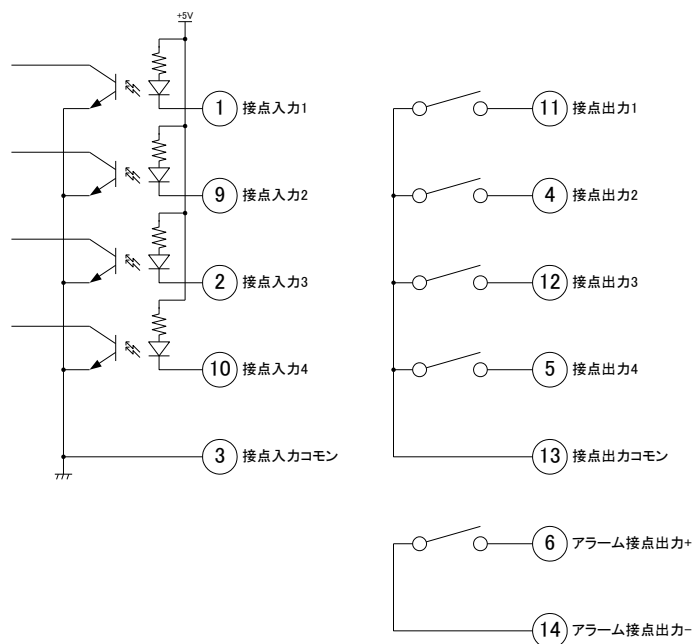 +5V
1 接点入力1
9 接点入力2
2 接点入力3
10 接点入力4
3 接点入力コモン
11 接点出力1
4 接点出力2
12 接点出力3
5 接点出力4
13 接点出力コモン
6 アラーム接点出力+
14 アラーム接点出力-